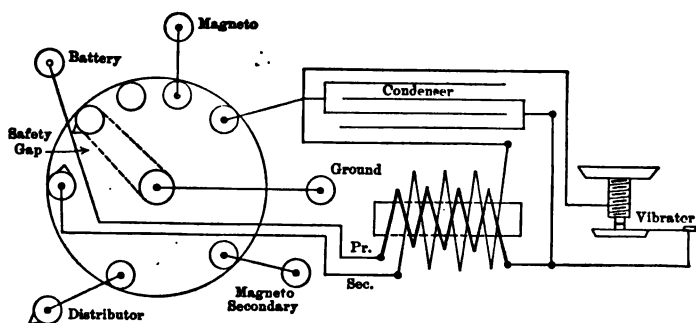 Magneto
Battery
Condenser
Safety
Gap
Ground
Vibrator
Pr.
Sec.
Magneto
Secondary
Distributor